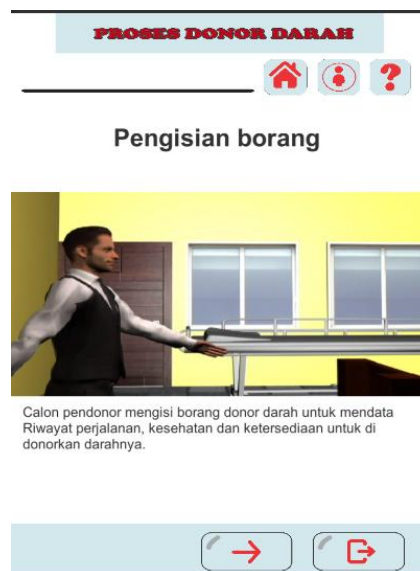 PROSES DONOR DARAH
?
Pengisian borang
Calon pendonor mengisi borang donor darah untuk mendata
Riwayat perjalanan, kesehatan dan ketersediaan untuk di
donorkan darahnya.